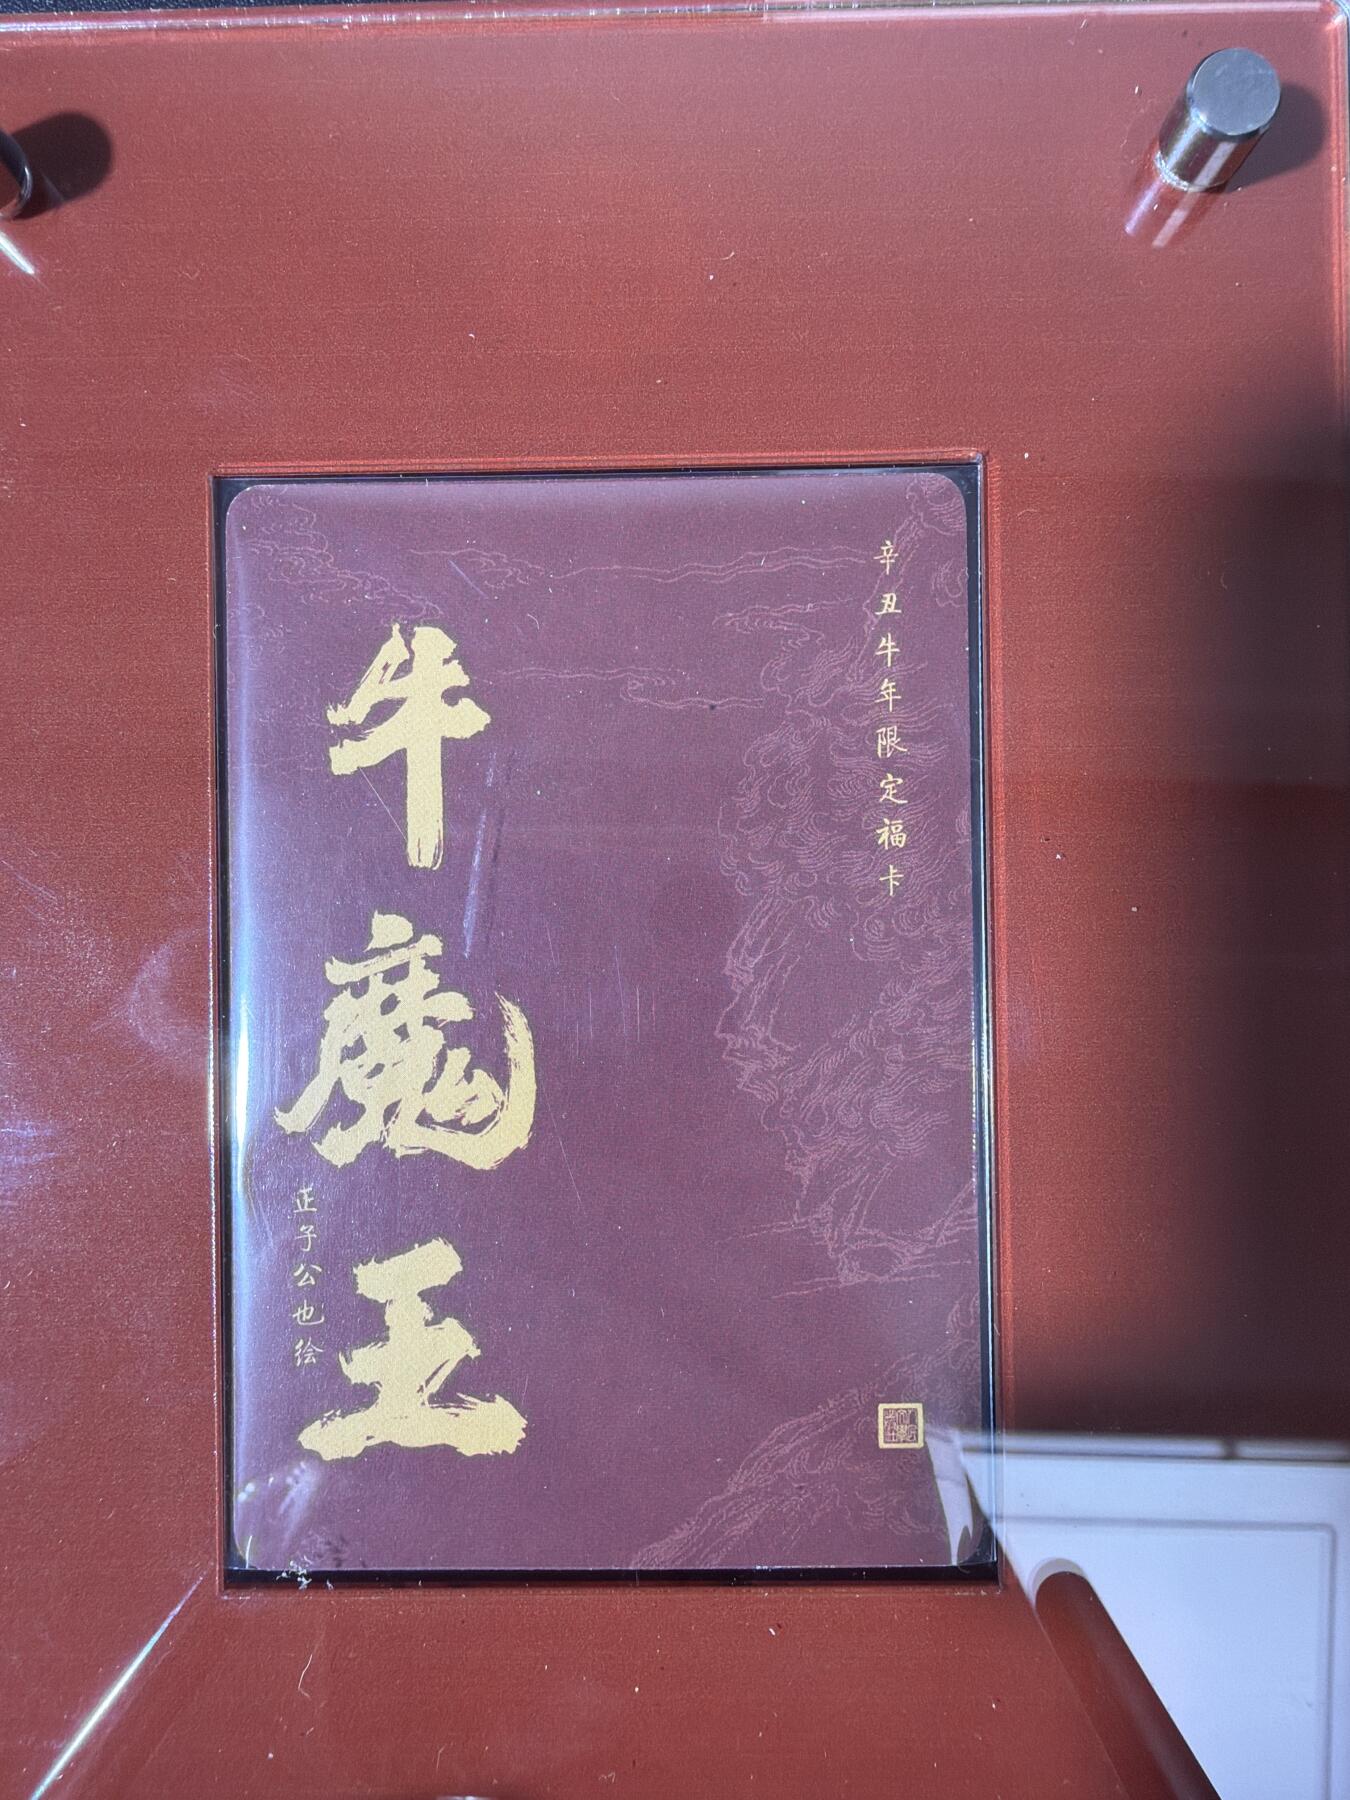 辛丑牛年限定福卡
牛魔王
正子公也绘